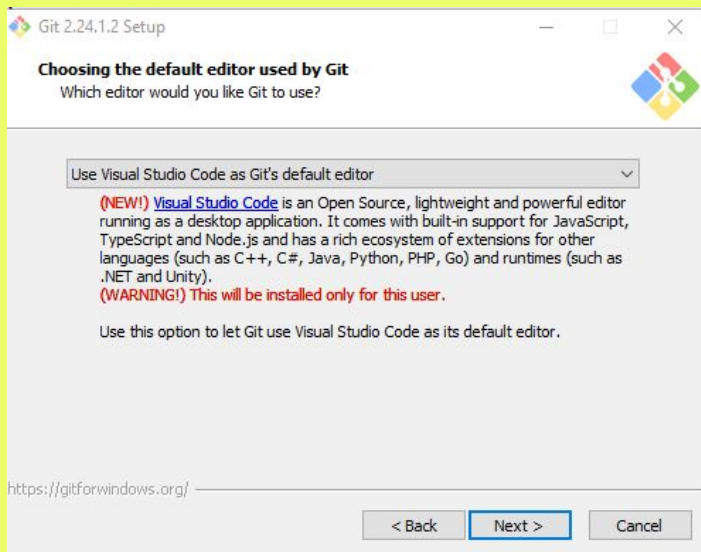 Git 2.24.1.2 Setup
Choosing the default editor used by Git
Which editor would you like Git to use?
Use Visual Studio Code as Git's default editor
(NEW!) Visual Studio Code is an Open Source, lightweight and powerful editor
running as a desktop application. It comes with built-in support for JavaScript,
TypeScript and Node.js and has a rich ecosystem of extensions for other
languages (such as C++, C#, Java, Python, PHP, Go) and runtimes (such as
.NET and Unity).
(WARNING!) This will be installed only for this user.
Use this option to let Git use Visual Studio Code as its default editor.
https://gitforwindows.org/
< Back Next > Cancel